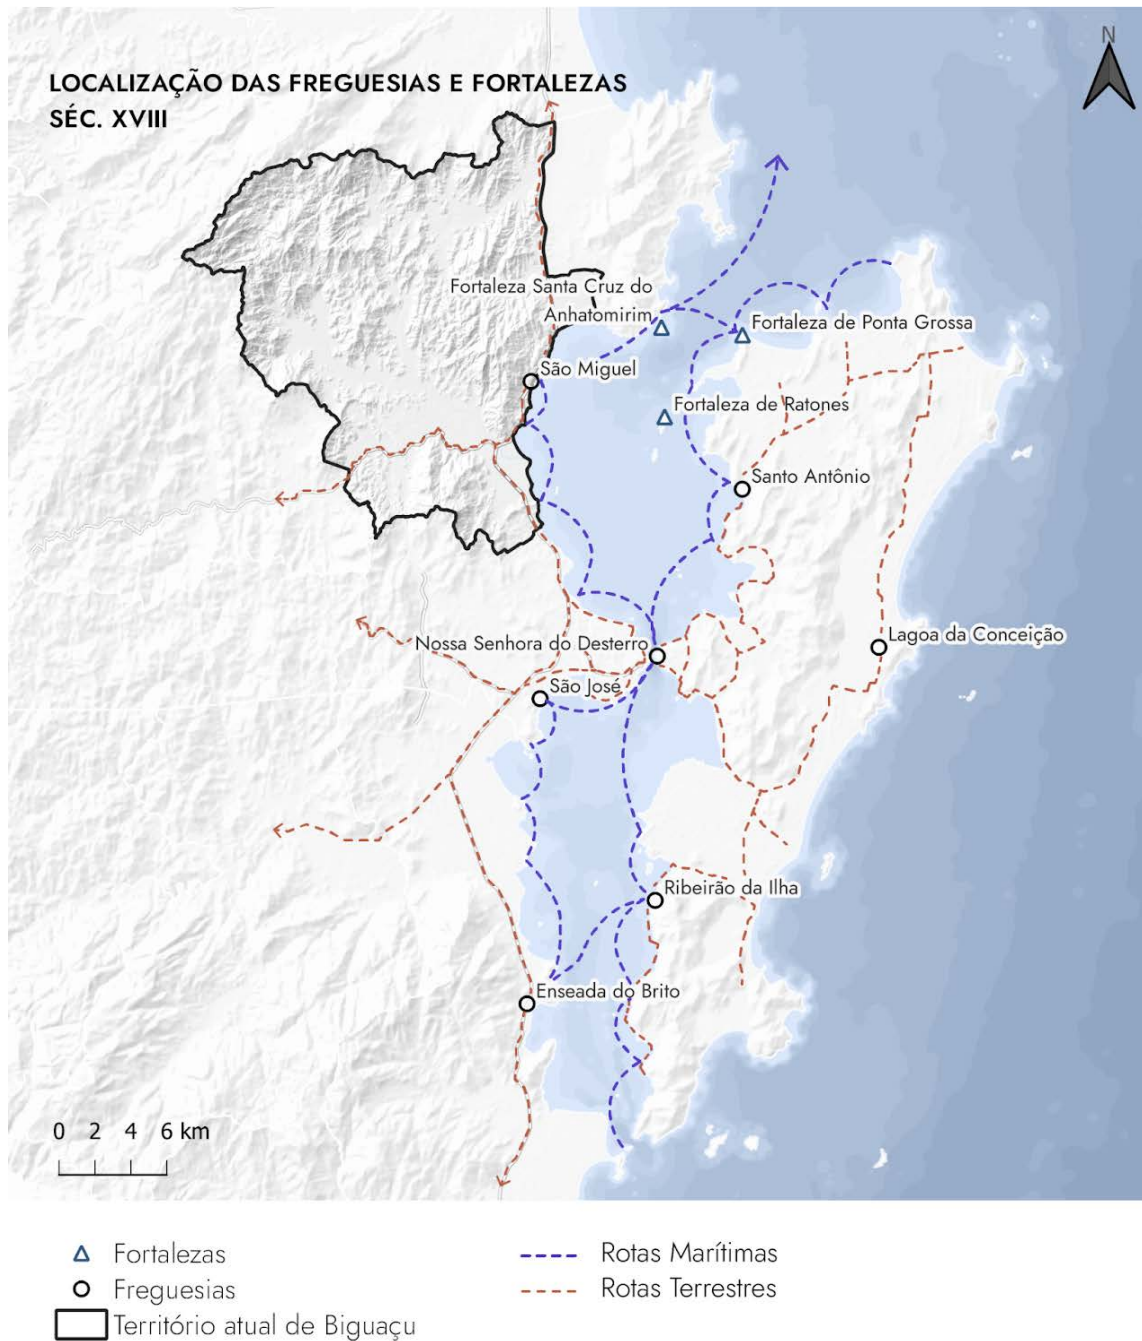 LOCALIZAÇÃO DAS FREGUESIAS E FORTALEZAS
SÉC. XVIII
N
Fortaleza Santa Cruz do
Anhatomirim
Fortaleza de Ponta Grossa
São Miguel
Fortaleza de Ratones
Santo Antônio
Nossa Senhora do Desterro
Lagoa da Conceição
São José
Ribeirão da Ilha
Enseada do Brito
0 2 4 6 km
Fortalezas
Freguesias
Território atual de Biguaçu
Rotas Marítimas
Rotas Terrestres